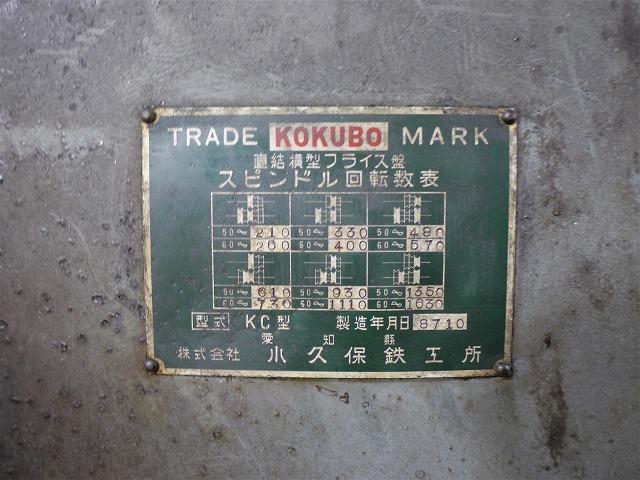 TRADE KOKUBO MARK
直結横型フライス盤
スピンドル回転数表
50∾ 210 50∾ 330 50∾ 480
60∾ 260 60∾ 400 60∾ 570
50∾ 610 50∾ 930 50∾ 1350
60∾ 730 60∾ 1110 60∾ 1630
型式 KC型 製造年月日 8710
愛知縣
株式会社 小久保鉄工所